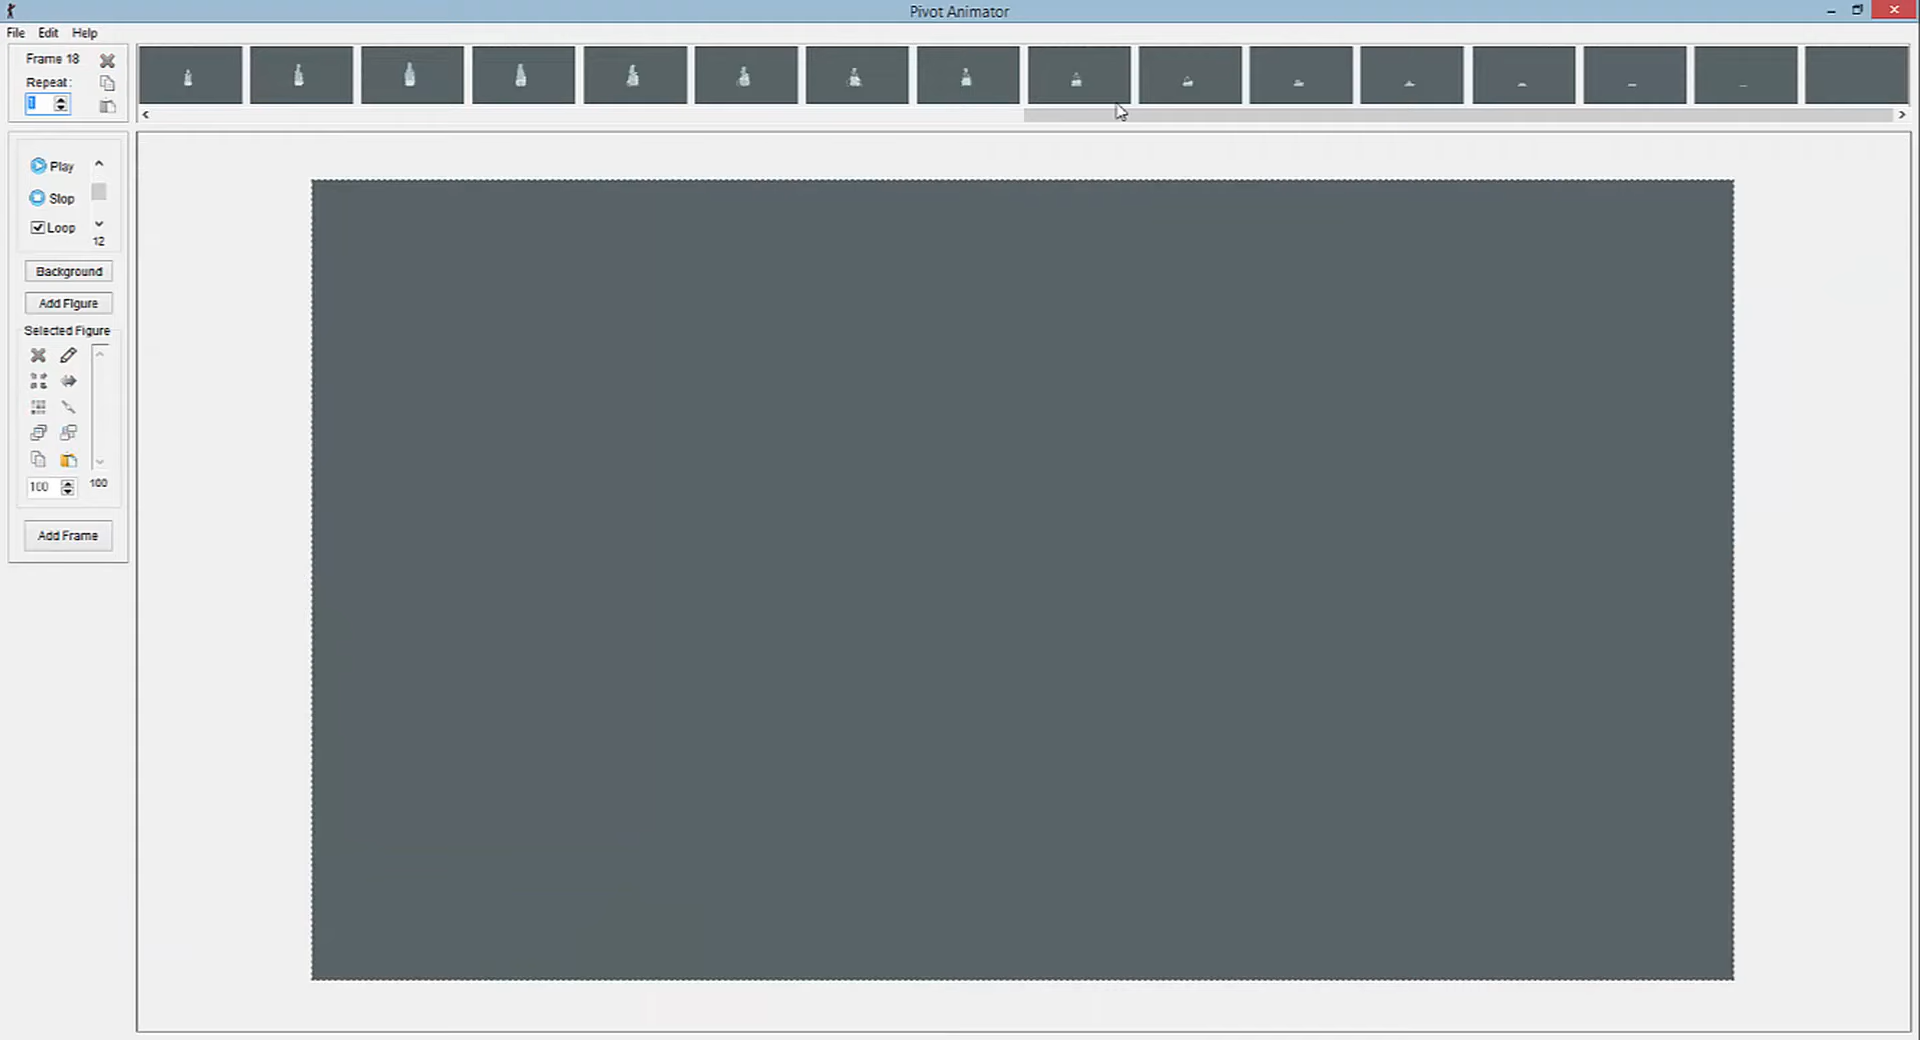 Pivot Animator
File Edit Help
Frame 18
Repeat:
1
Play
Stop
Loop
12
Background
Add Figure
Selected Figure
100
100
Add Frame